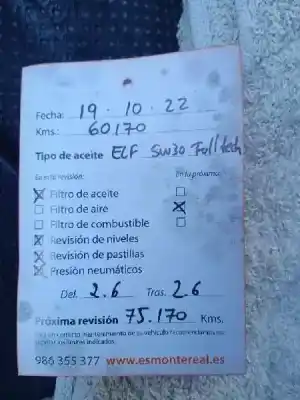 Fecha: 19 · 10 · 22
Kms.: 60170
Tipo de aceite ELF 5W30 Fulltech
En esta revisión: En la próxima:
Filtro de aceite
Filtro de aire
Filtro de combustible
Revisión de niveles
Revisión de pastillas
Presión neumáticos
Del. 2.6 Tras. 2.6
Próxima revisión 75.170 Kms.
986 355 377 www.esmontereal.es